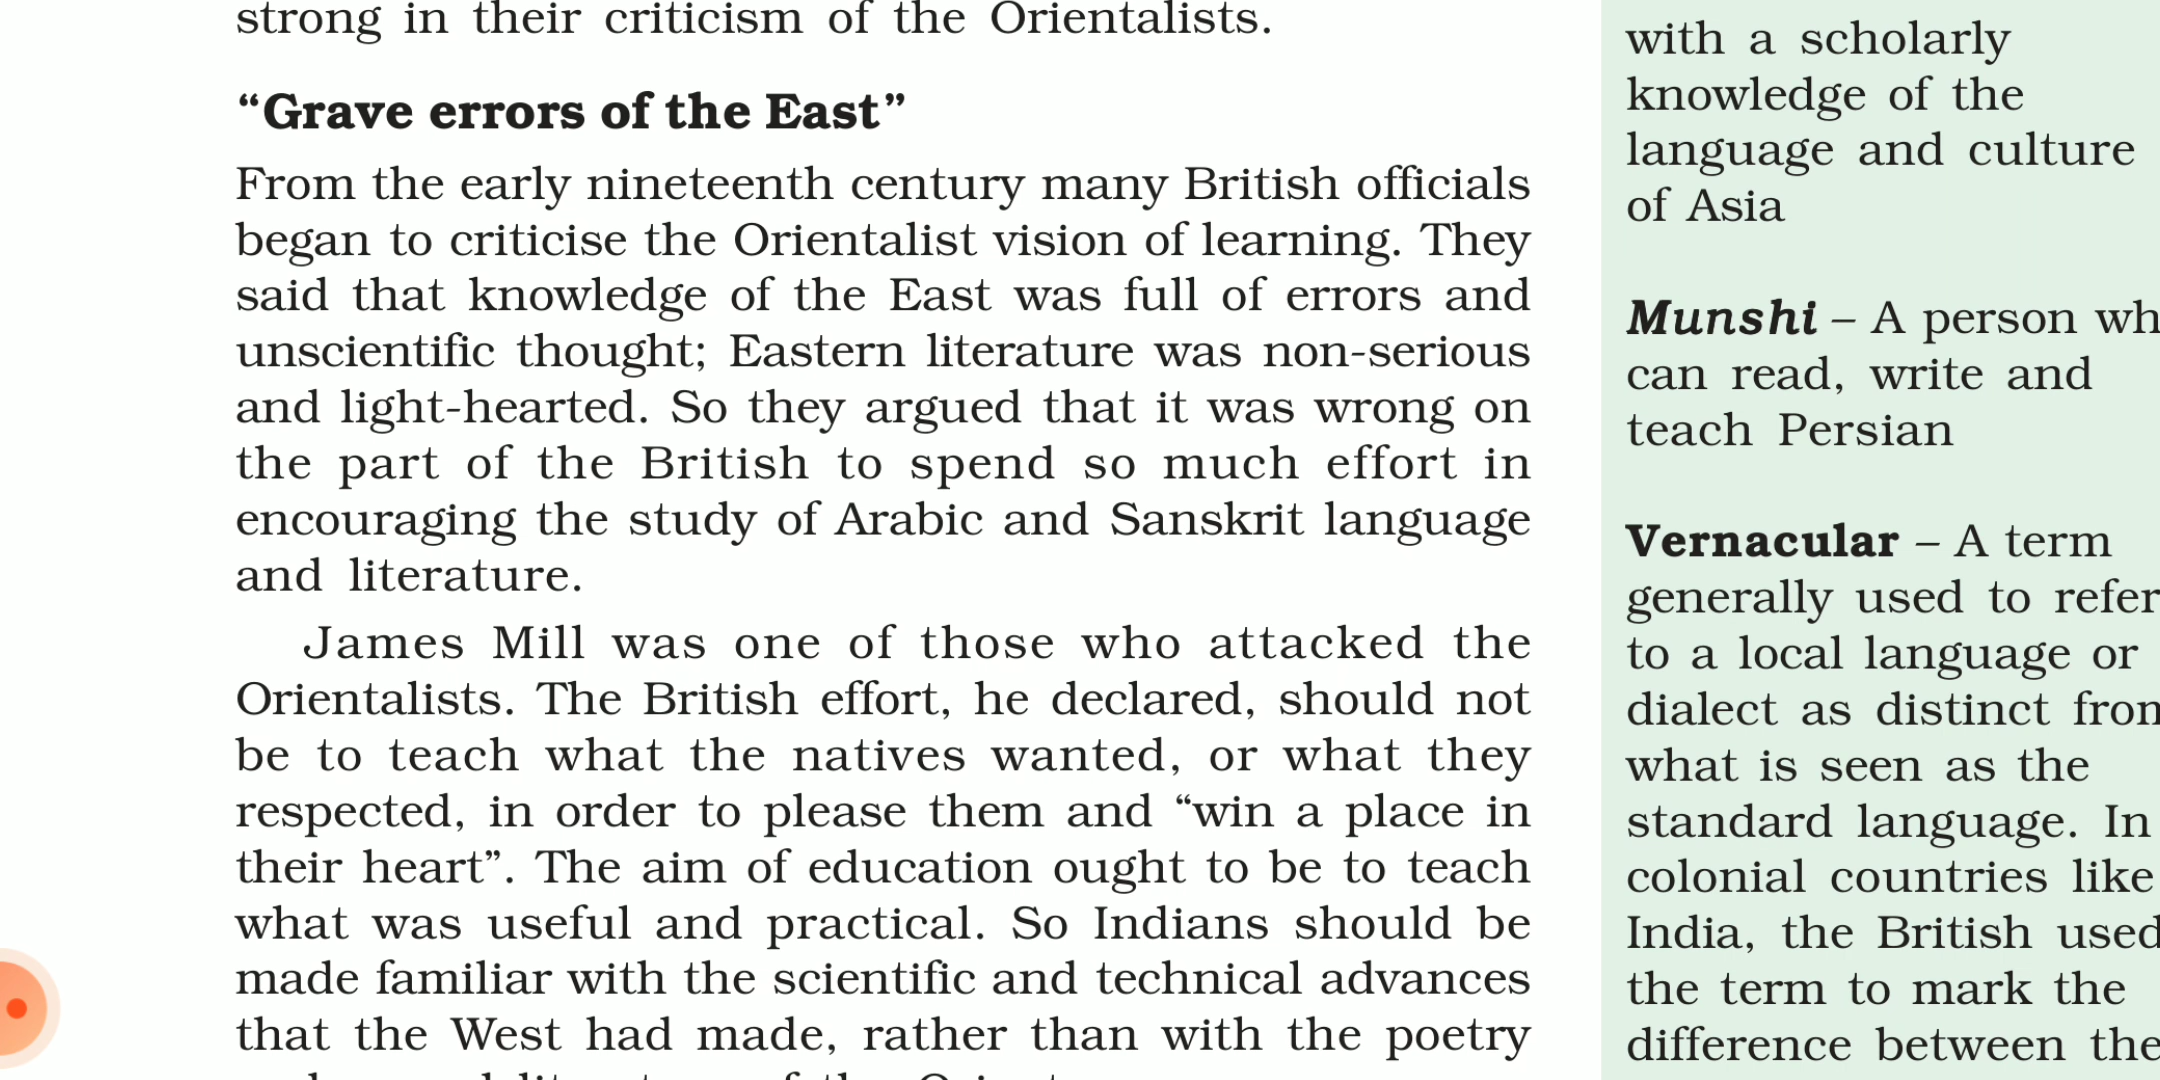 strong in their criticism of the Orientalists.
“Grave errors of the East”
From the early nineteenth century many British officials
began to criticise the Orientalist vision of learning. They
said that knowledge of the East was full of errors and
unscientific thought; Eastern literature was non-serious
and light-hearted. So they argued that it was wrong on
the part of the British to spend so much effort in
encouraging the study of Arabic and Sanskrit language
and literature.
James Mill was one of those who attacked the
Orientalists. The British effort, he declared, should not
be to teach what the natives wanted, or what they
respected, in order to please them and “win a place in
their heart”. The aim of education ought to be to teach
what was useful and practical. So Indians should be
made familiar with the scientific and technical advances
that the West had made, rather than with the poetry
with a scholarly
knowledge of the
language and culture
of Asia
Munshi – A person wh
can read, write and
teach Persian
Vernacular – A term
generally used to refer
to a local language or
dialect as distinct from
what is seen as the
standard language. In
colonial countries like
India, the British used
the term to mark the
difference between the